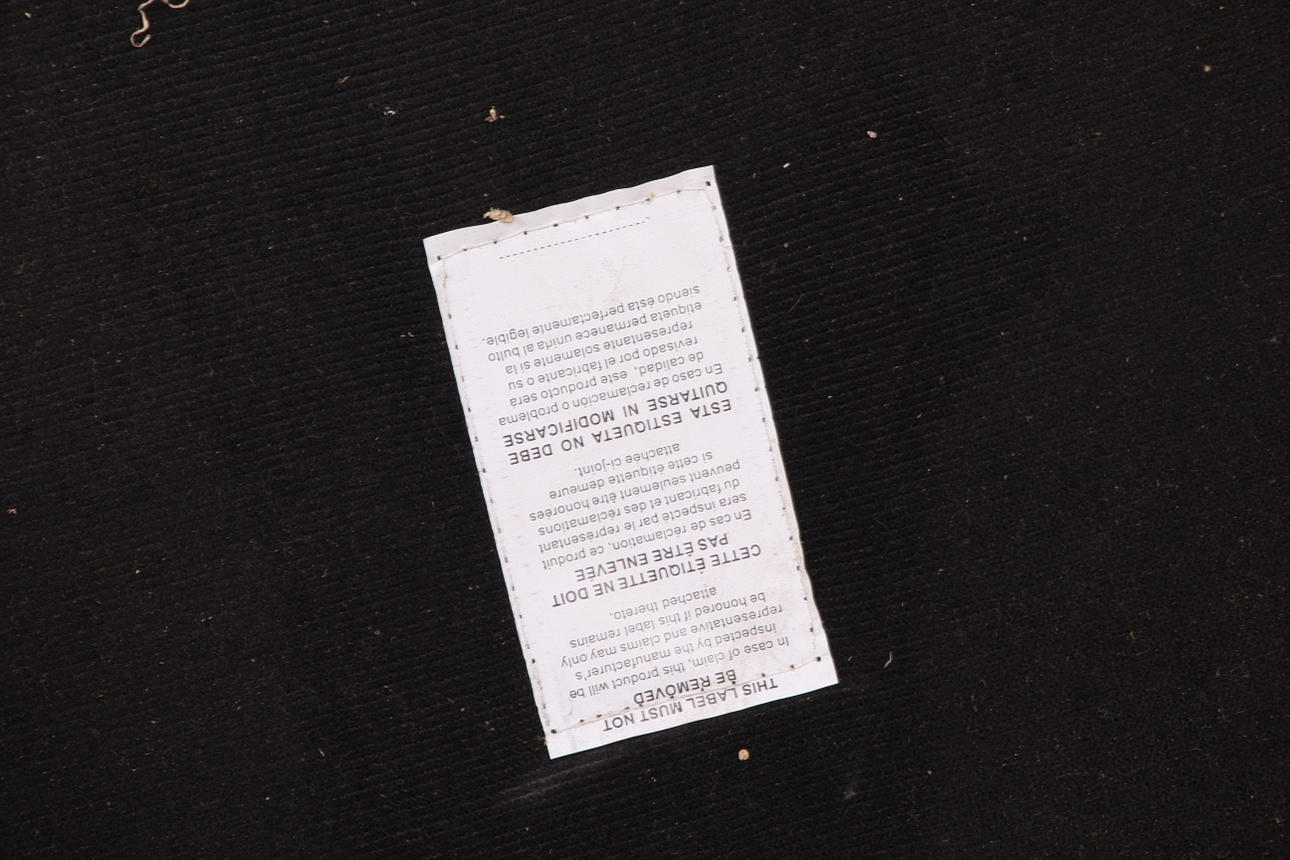 THIS LABEL MUST NOT
BE REMOVED
In case of claim, this product will be
inspected by the manufacturer's
representative and claims may only
be honored if this label remains
attached thereto.
CETTE ÉTIQUETTE NE DOIT
PAS ÊTRE ENLEVÉE
En cas de réclamation, ce produit
sera inspecté par le représentant
du fabricant et des réclamations
peuvent seulement être honorées
si cette étiquette demeure
attachée ci-joint.
ESTA ESTIQUETA NO DEBE
QUITARSE NI MODIFICARSE
En caso de reclamación o problema
de calidad, este producto será
revisado por el fabricante o su
representante solamente si la
etiqueta permanece unida al bulto
siendo ésta perfectamente legible.